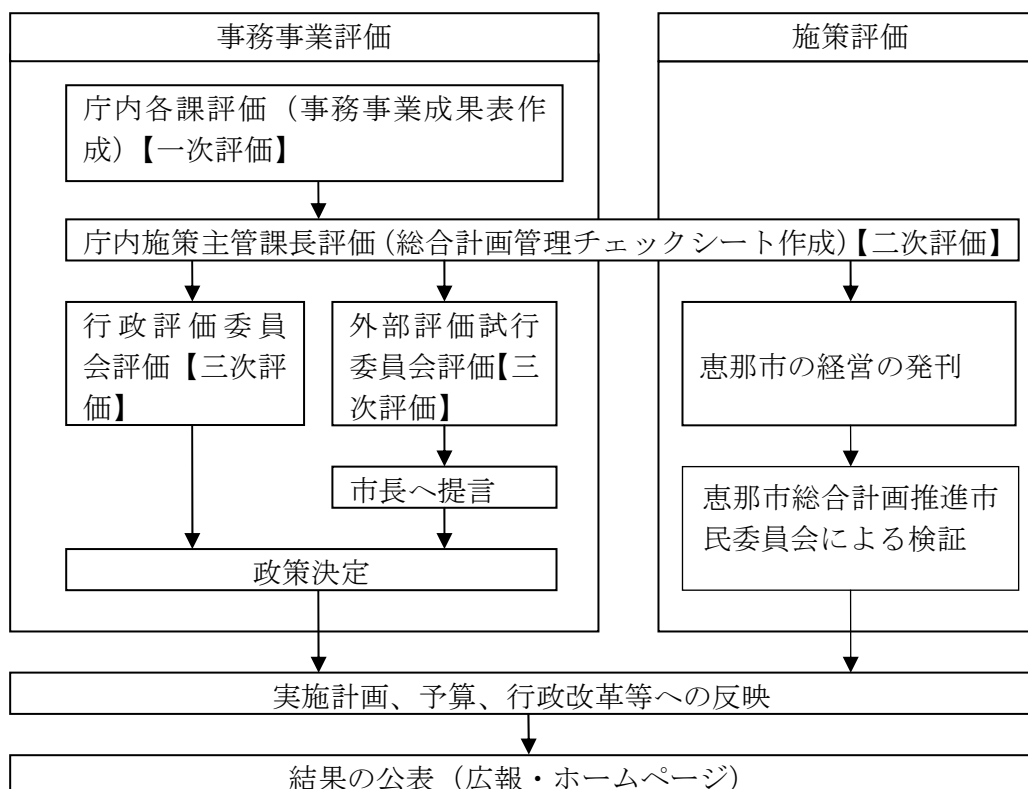 事務事業評価
施策評価
庁内各課評価（事務事業成果表作
成）【一次評価】
庁内施策主管課長評価（総合計画管理チェックシート作成）【二次評価】
行政評価委員
会評価【三次評
価】
外部評価試行
委員会評価【三
次評価】
恵那市の経営の発刊
市長へ提言
恵那市総合計画推進市
民委員会による検証
政策決定
実施計画、予算、行政改革等への反映
結果の公表（広報・ホームページ）